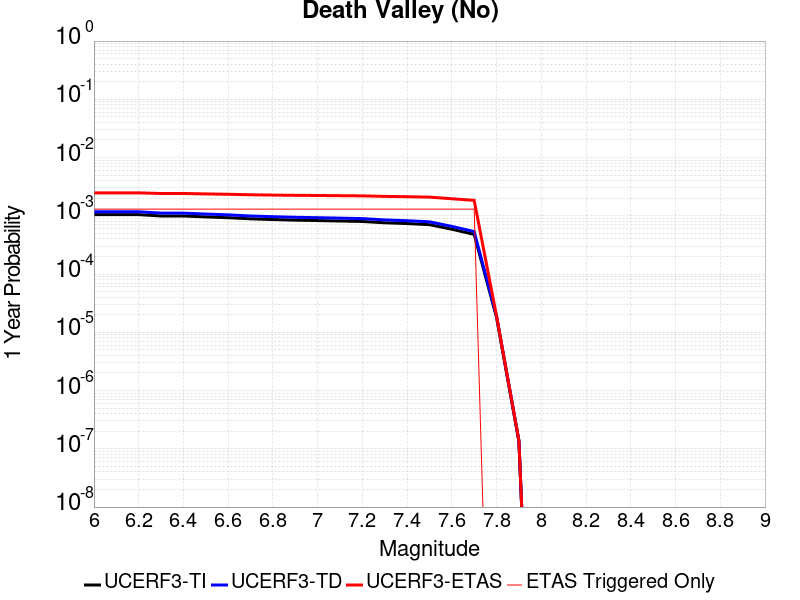 Death Valley (No)
1 Year Probability
10^0
10^-1
10^-2
10^-3
10^-4
10^-5
10^-6
10^-7
10^-8
6 6.2 6.4 6.6 6.8 7 7.2 7.4 7.6 7.8 8 8.2 8.4 8.6 8.8 9
Magnitude
UCERF3-TI UCERF3-TD UCERF3-ETAS ETAS Triggered Only